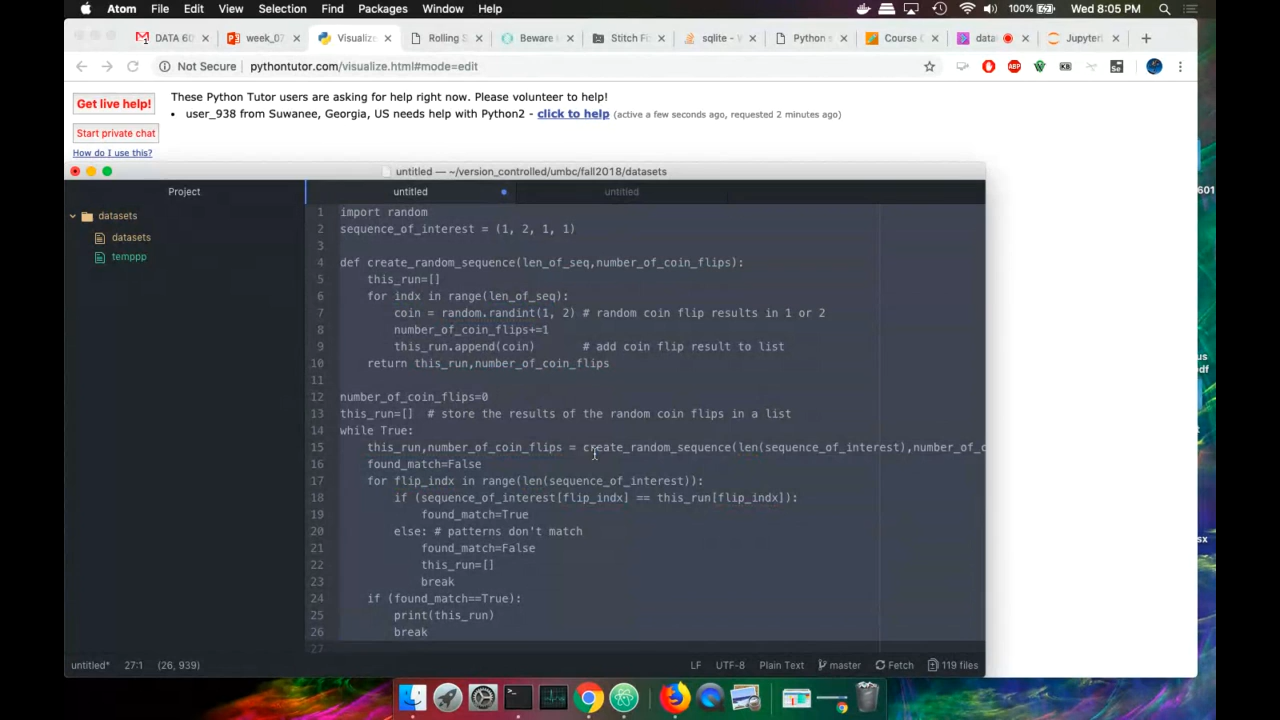 Atom File Edit View Selection Find Packages Window Help 100% Wed 8:05 PM
DATA 60 week_07 Visualize Rolling S Beware Stitch Fi sqlite - W Python s Course C datal Jupyter
Not Secure pythontutor.com/visualize.html#mode=edit
Get live help! These Python Tutor users are asking for help right now. Please volunteer to help!
• user_938 from Suwanee, Georgia, US needs help with Python2 - click to help (active a few seconds ago, requested 2 minutes ago)
Start private chat
How do I use this?
untitled — ~/version_controlled/umbc/fall2018/datasets
Project untitled untitled
datasets
datasets
temppp
1 import random
2 sequence_of_interest = (1, 2, 1, 1)
3
4 def create_random_sequence(len_of_seq,number_of_coin_flips):
5 this_run=[]
6 for indx in range(len_of_seq):
7 coin = random.randint(1, 2) # random coin flip results in 1 or 2
8 number_of_coin_flips+=1
9 this_run.append(coin) # add coin flip result to list
10 return this_run,number_of_coin_flips
11
12 number_of_coin_flips=0
13 this_run=[] # store the results of the random coin flips in a list
14 while True:
15 this_run,number_of_coin_flips = create_random_sequence(len(sequence_of_interest),number_of_c
16 found_match=False
17 for flip_indx in range(len(sequence_of_interest)):
18 if (sequence_of_interest[flip_indx] == this_run[flip_indx]):
19 found_match=True
20 else: # patterns don't match
21 found_match=False
22 this_run=[]
23 break
24 if (found_match==True):
25 print(this_run)
26 break
27
untitled* 27:1 (26, 939) LF UTF-8 Plain Text master Fetch 119 files
601
us
edf
sx